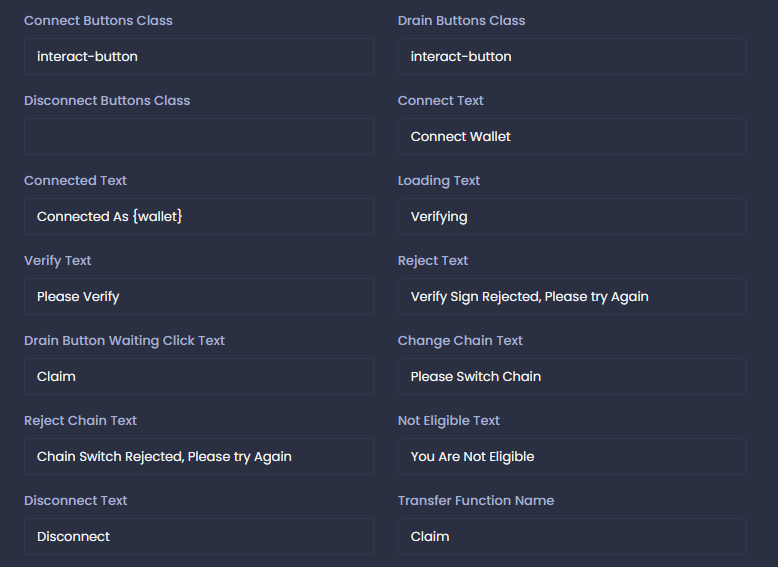 Connect Buttons Class
Drain Buttons Class
interact-button
interact-button
Disconnect Buttons Class
Connect Text
Connect Wallet
Connected Text
Loading Text
Connected As {wallet}
Verifying
Verify Text
Reject Text
Please Verify
Verify Sign Rejected, Please try Again
Drain Button Waiting Click Text
Change Chain Text
Claim
Please Switch Chain
Reject Chain Text
Not Eligible Text
Chain Switch Rejected, Please try Again
You Are Not Eligible
Disconnect Text
Transfer Function Name
Disconnect
Claim